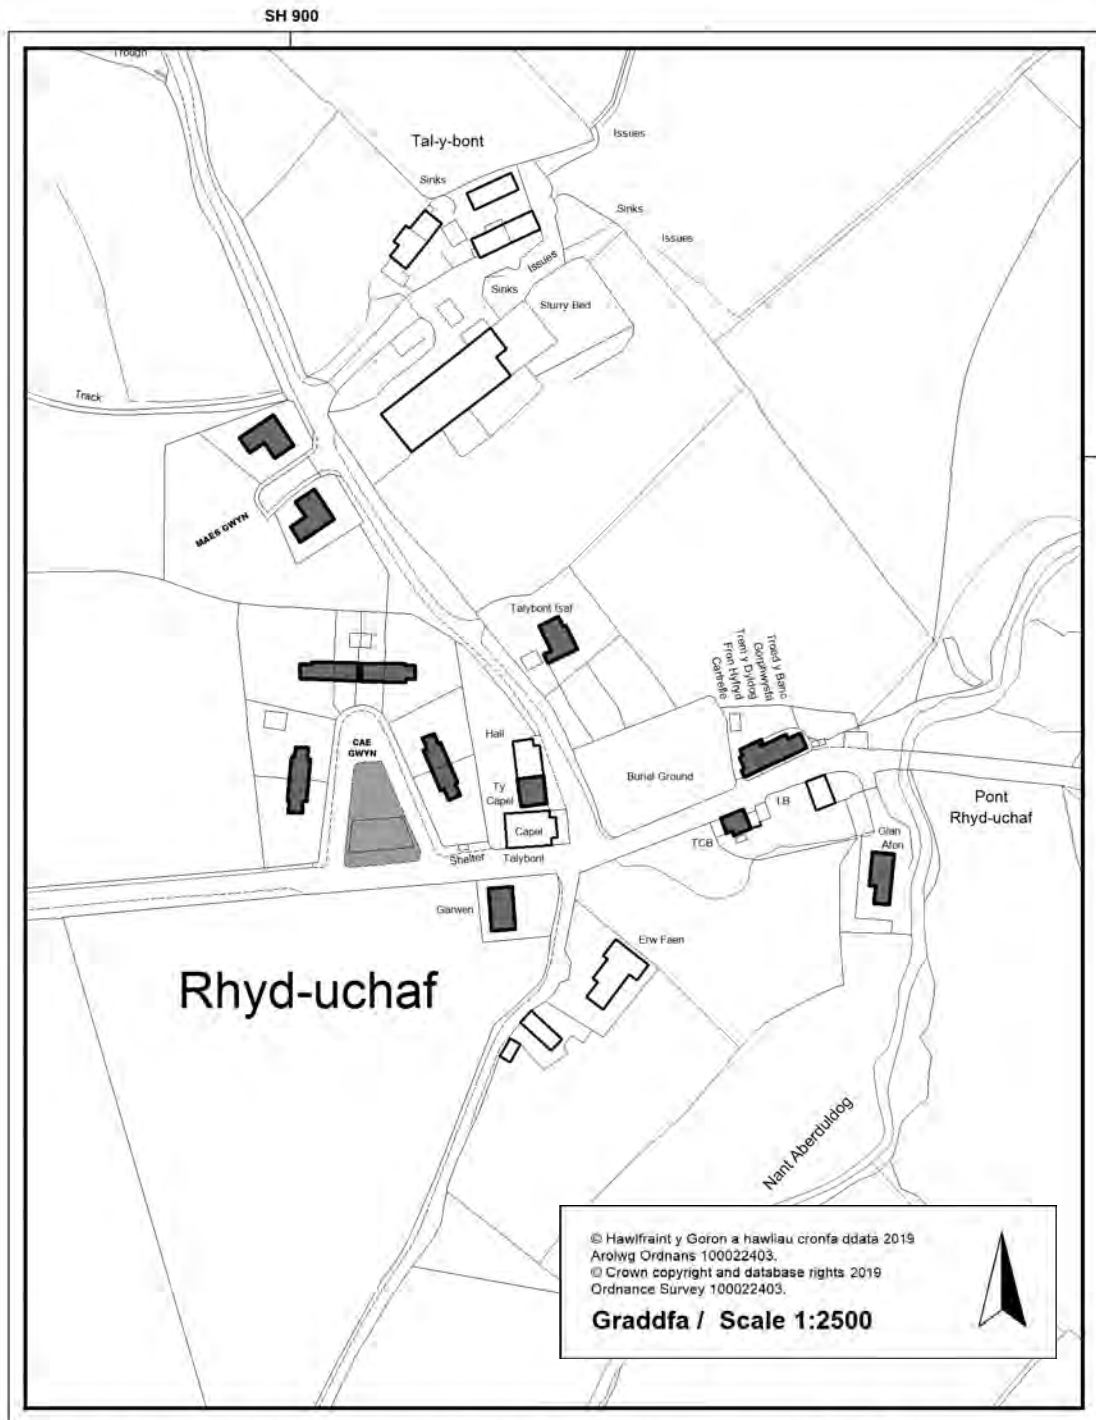 SH 900
Trough
Tal-y-bont
Issues
Sinks
Sinks
Issues
Issues
Sinks
Slurry Bed
Track
MAES GWYN
Talybont Isaf
Troed y Banc
Gorphwysfa
Trem y Dyldog
Fron Hyfryd
Cartrefle
Hall
CAE
GWYN
Burial Ground
Ty
Capel
LB
Pont
Rhyd-uchaf
Capel
TCB
Glan
Afon
Shelter
Talybont
Garwen
Erw Faen
Rhyd-uchaf
Nant Aberduldog
© Hawlfraint y Goron a hawliau cronfa ddata 2019
Arolwg Ordnans 100022403.
© Crown copyright and database rights 2019
Ordnance Survey 100022403.
Graddfa / Scale 1:2500